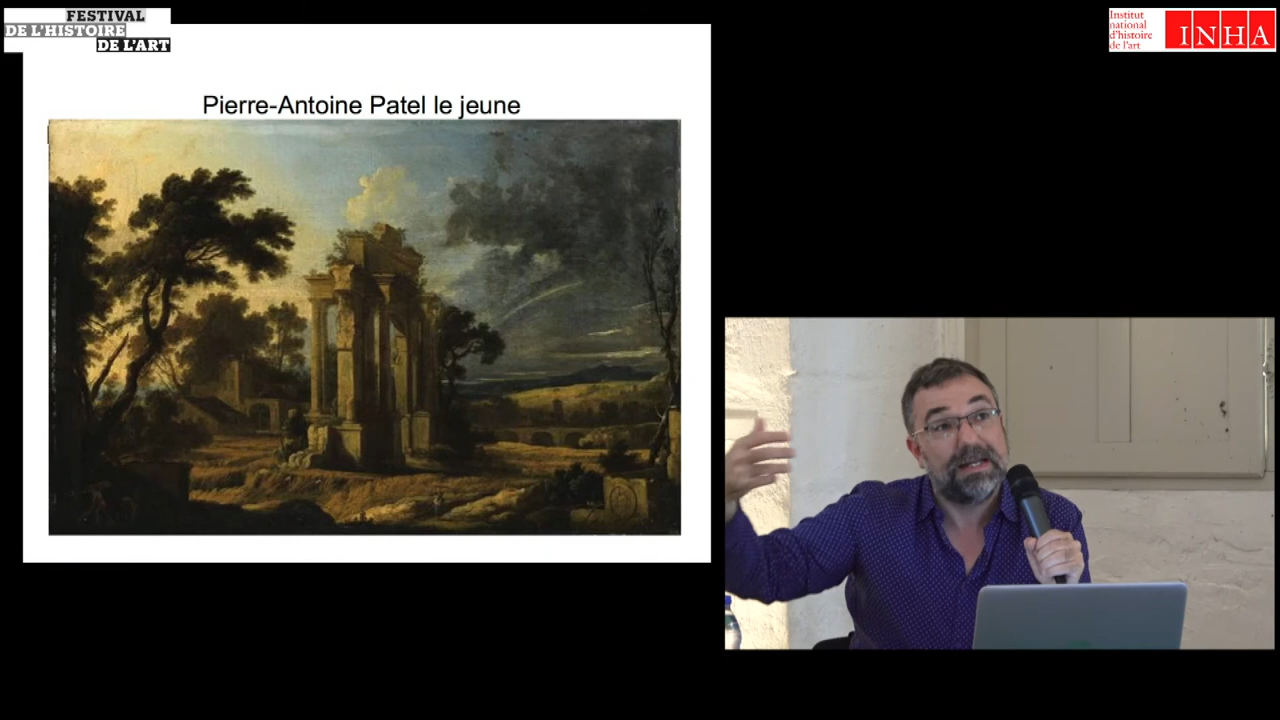 FESTIVAL
DE L'HISTOIRE
DE L'ART
Institut
national
d'histoire
de l'art
INHA
Pierre-Antoine Patel le jeune